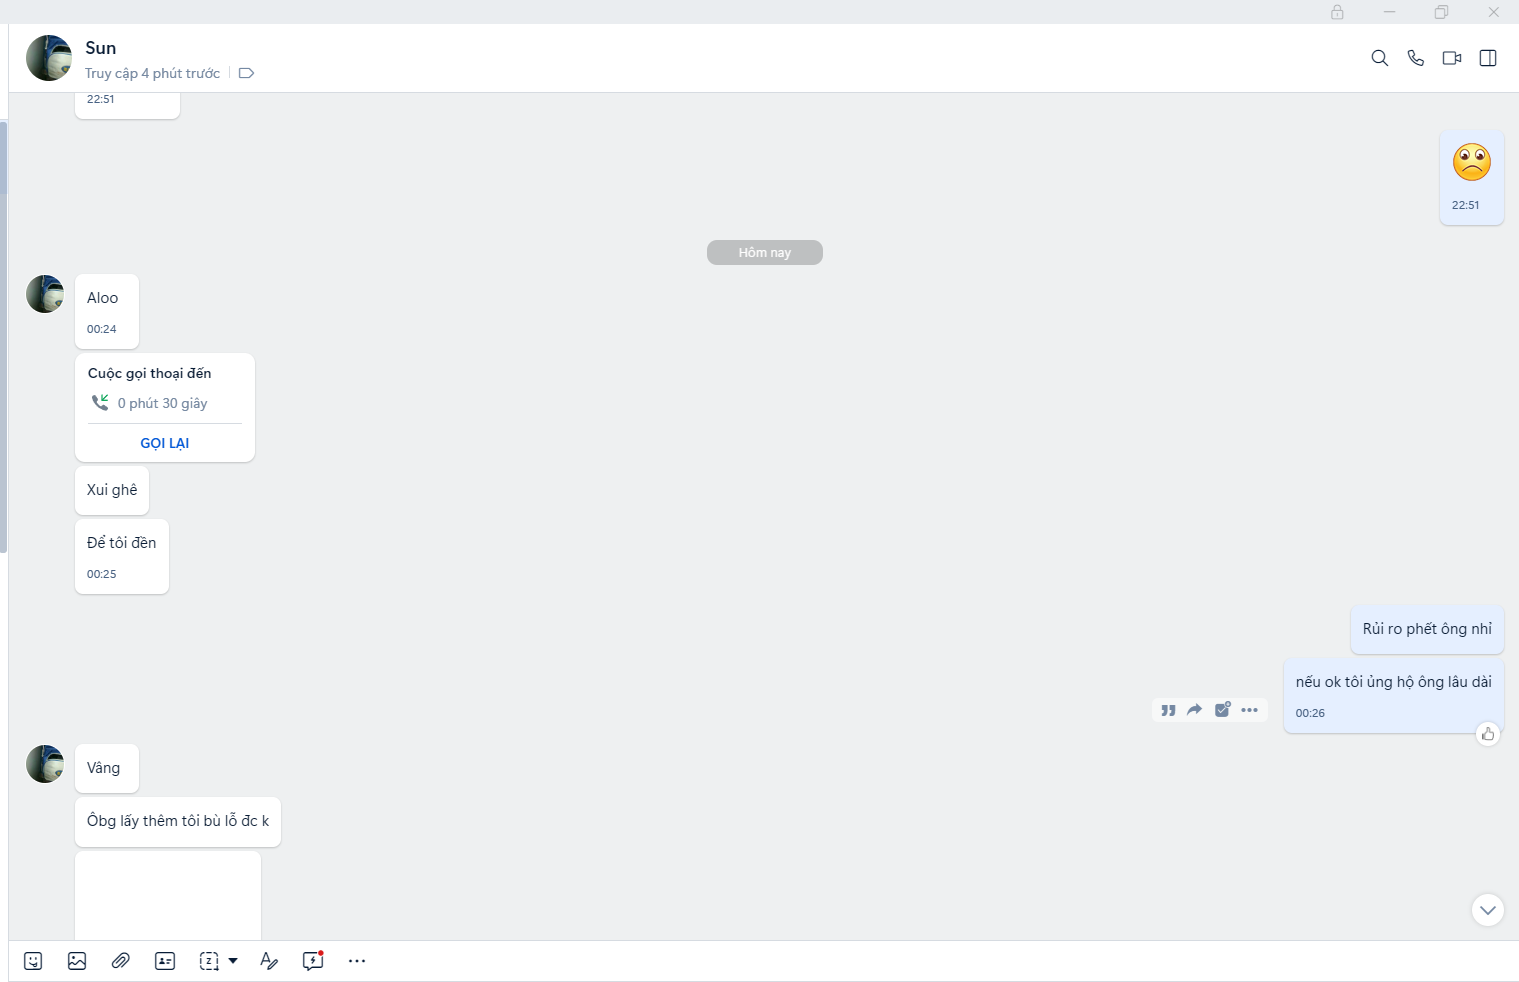 Sun
Truy cập 4 phút trước
22:51
22:51
Hôm nay
Aloo
00:24
Cuộc gọi thoại đến
0 phút 30 giây
GỌI LẠI
Xui ghê
Để tôi đền
00:25
Rủi ro phết ông nhỉ
nếu ok tôi ủng hộ ông lâu dài
00:26
Vâng
Ôbg lấy thêm tôi bù lỗ đc k